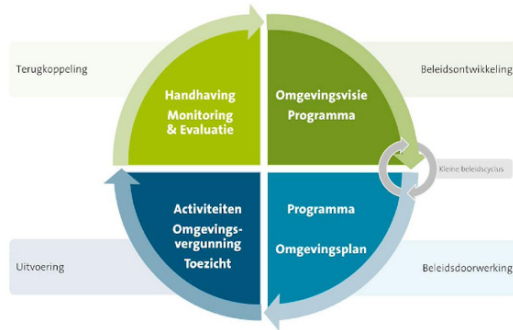 Terugkoppeling
Handhaving
Monitoring
& Evaluatie
Omgevingsvisie
Programma
Beleidsontwikkeling
Kleine beleidscyclus
Uitvoering
Activiteiten
Omgevings-
vergunning
Toezicht
Programma
Omgevingsplan
Beleidsdoorwerking